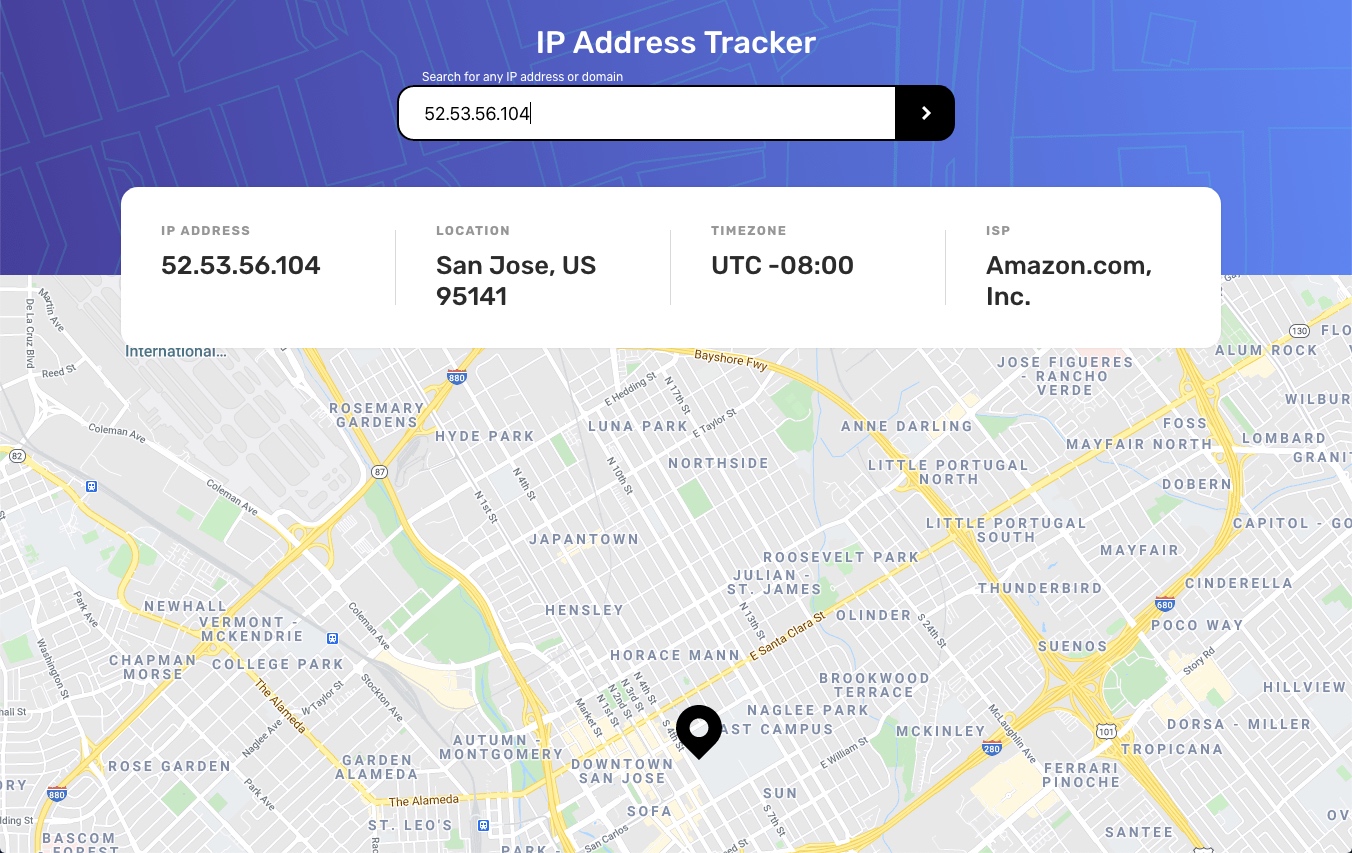 IP Address Tracker
Search for any IP address or domain
52.53.56.104
IP ADDRESS
52.53.56.104
LOCATION
San Jose, US
95141
TIMEZONE
UTC -08:00
ISP
Amazon.com,
Inc.
De La Cruz Blvd
Martin Ave
Reed St
International...
Coleman Ave
82
Coleman Ave
87
880
ROSEMARY
GARDENS
HYDE PARK
Bayshore Fwy
E Hedding St
N 17th St
E Taylor St
LUNA PARK
NORTHSIDE
N 10th St
N 4th St
N 1st St
JAPANTOWN
ANNE DARLING
LITTLE PORTUGAL
NORTH
LITTLE PORTUGAL
SOUTH
JOSE FIGUERES
- RANCHO
VERDE
130
ALUM ROCK
FOSS
MAYFAIR NORTH
LOMBARD
DOBERN
MAYFAIR
CINDERELLA
THUNDERBIRD
680
POCO WAY
SUENOS
Story Rd
HILLVIEW
ROOSEVELT PARK
JULIAN -
ST. JAMES
N 13th St
OLINDER
E Santa Clara St
S 24th St
HENSLEY
HORACE MANN
NEWHALL
VERMONT -
MCKENDRIE
Park Ave
Coleman Ave
CHAPMAN
MORSE
COLLEGE PARK
Washington St
The Alameda
W Taylor St
Stockton Ave
Naglee Ave
N 4th St
N 3rd St
N 2nd St
N 1st St
Market St
S 4th St
BROOKWOOD
TERRACE
NAGLEE PARK
AST CAMPUS
MCKINLEY
McLaughlin Ave
280
101
DORSA - MILLER
TROPICANA
E William St
AUTUMN -
MONTGOMERY
DOWNTOWN
SAN JOSE
GARDEN
ALAMEDA
ROSE GARDEN
Park Ave
880
The Alameda
ST. LEO'S
SOFA
SUN
S 7th St
FERRARI
PINOCHE
SANTEE
BASCOM
- FOREST
San Carlos
PARK -